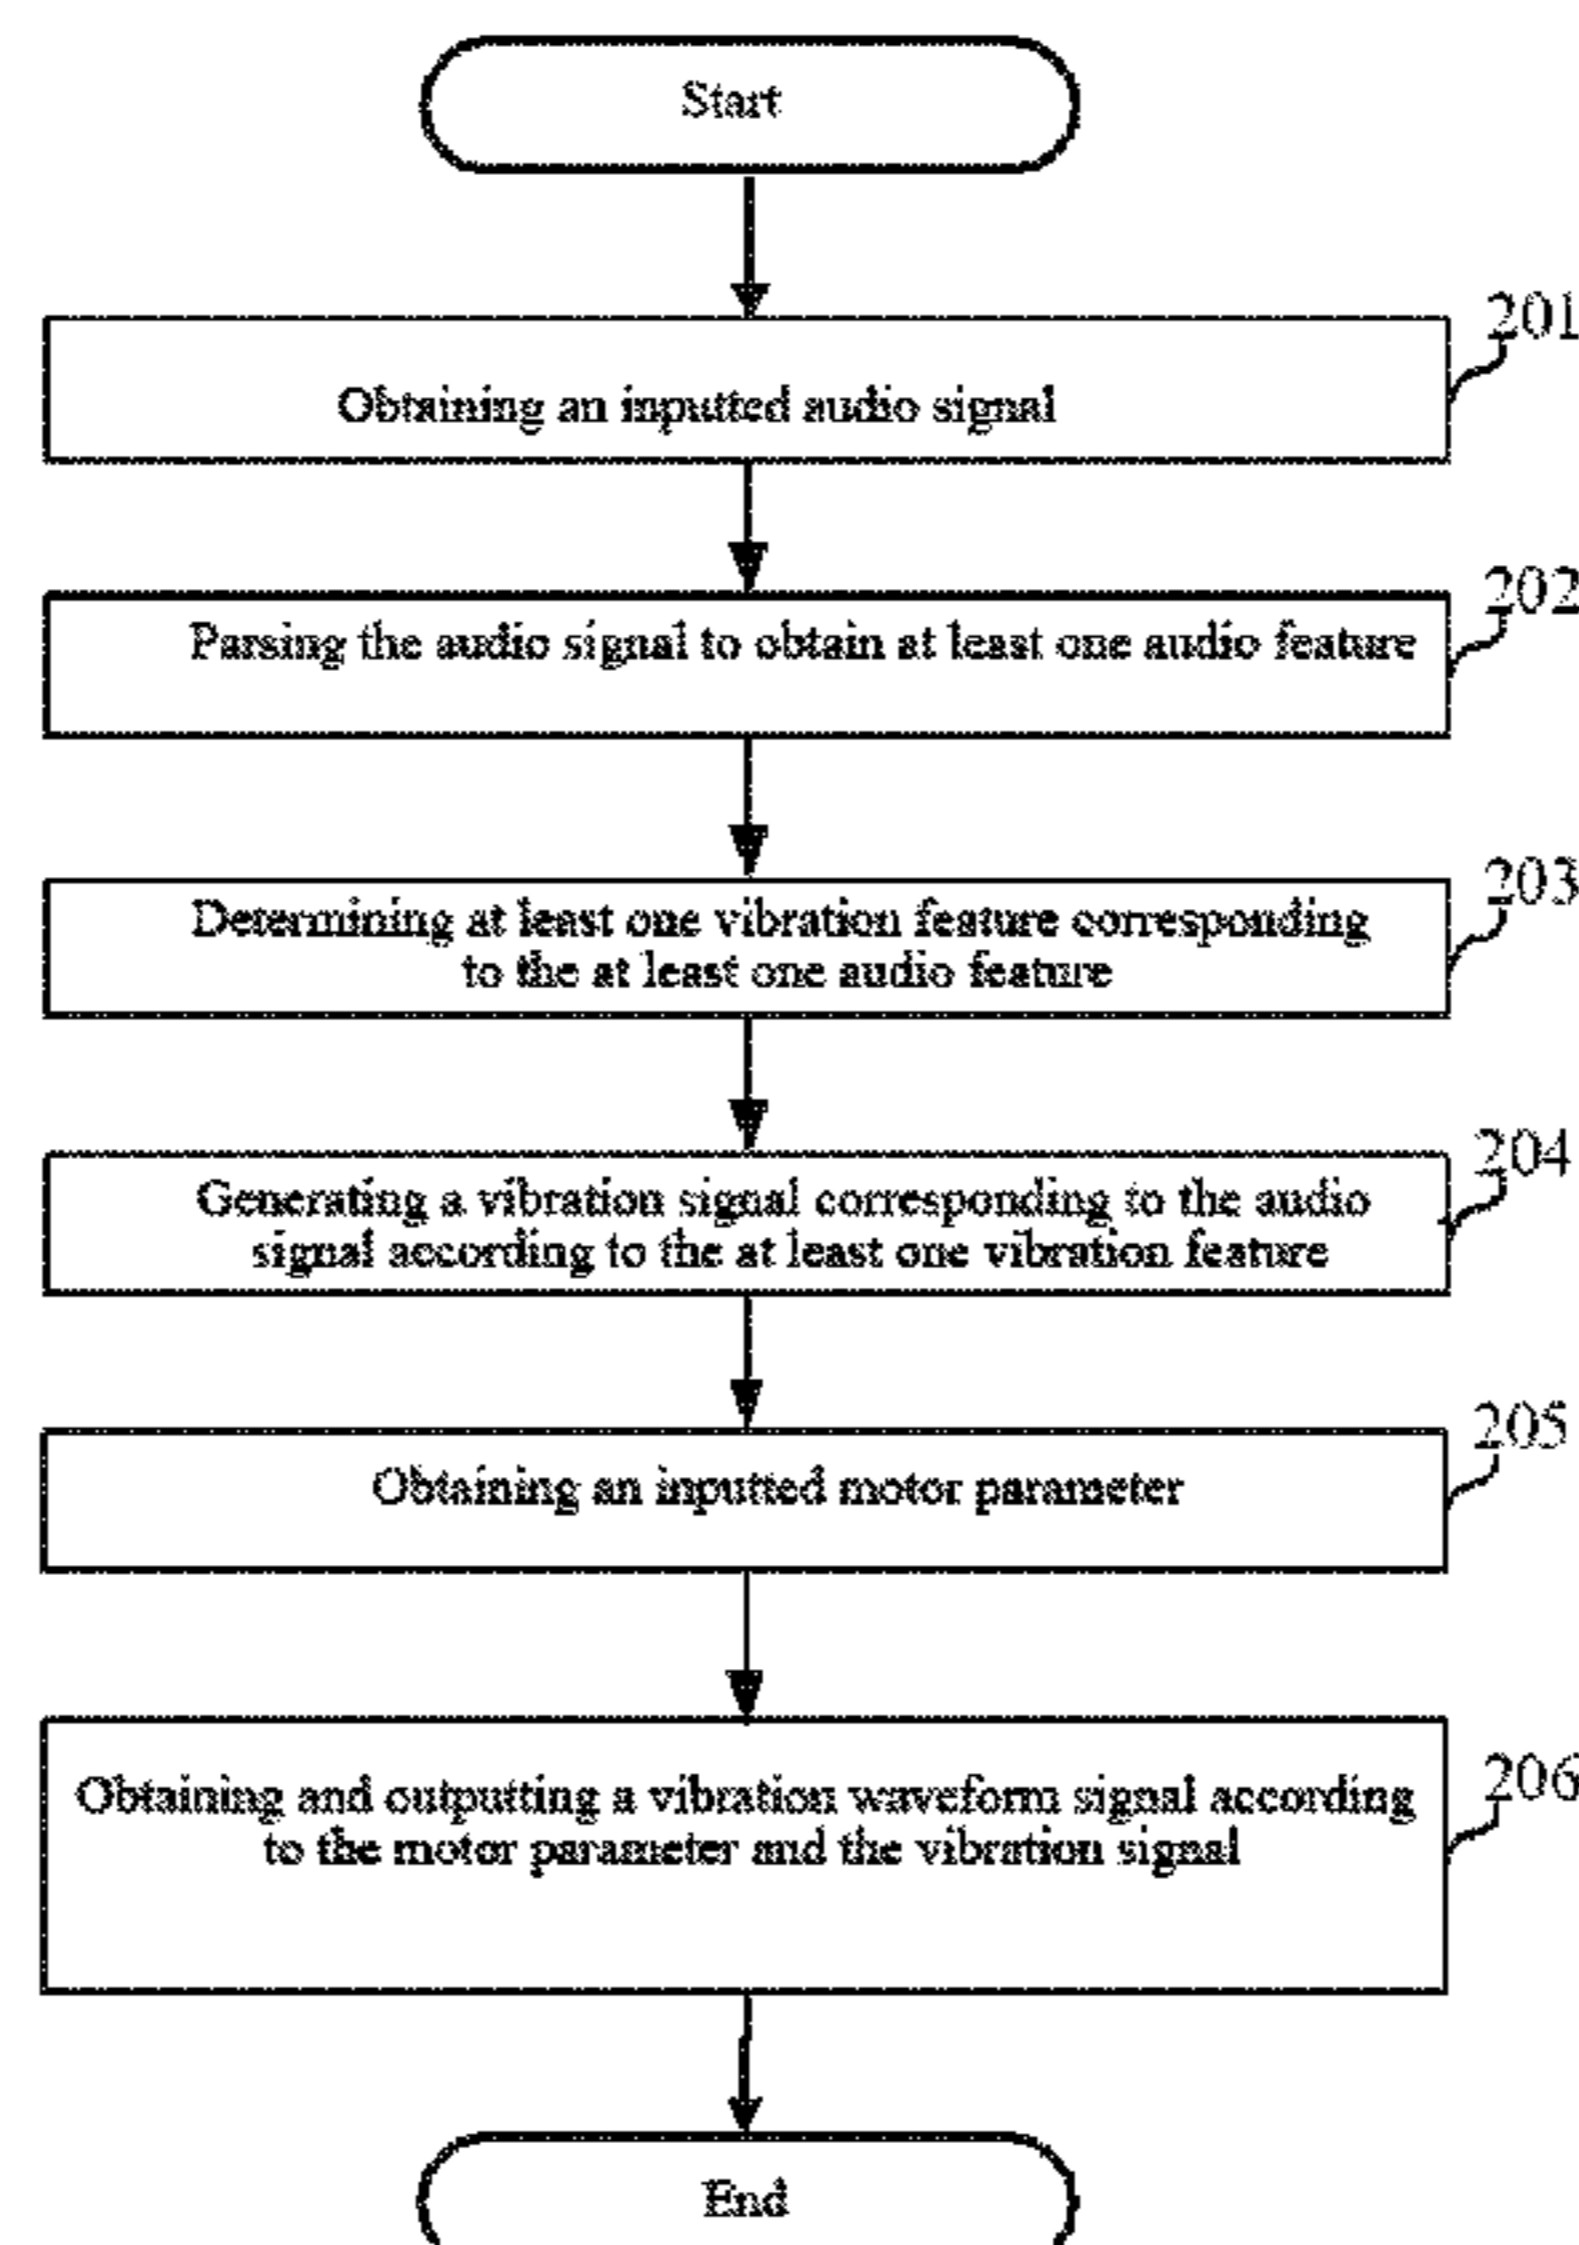 Start
201
Obtaining an inputted audio signal
202
Parsing the audio signal to obtain at least one audio feature
203
Determining at least one vibration feature corresponding
to the at least one audio feature
204
Generating a vibration signal corresponding to the audio
signal according to the at least one vibration feature
205
Obtaining an inputted motor parameter
206
Obtaining and outputting a vibration waveform signal according
to the motor parameter and the vibration signal
End